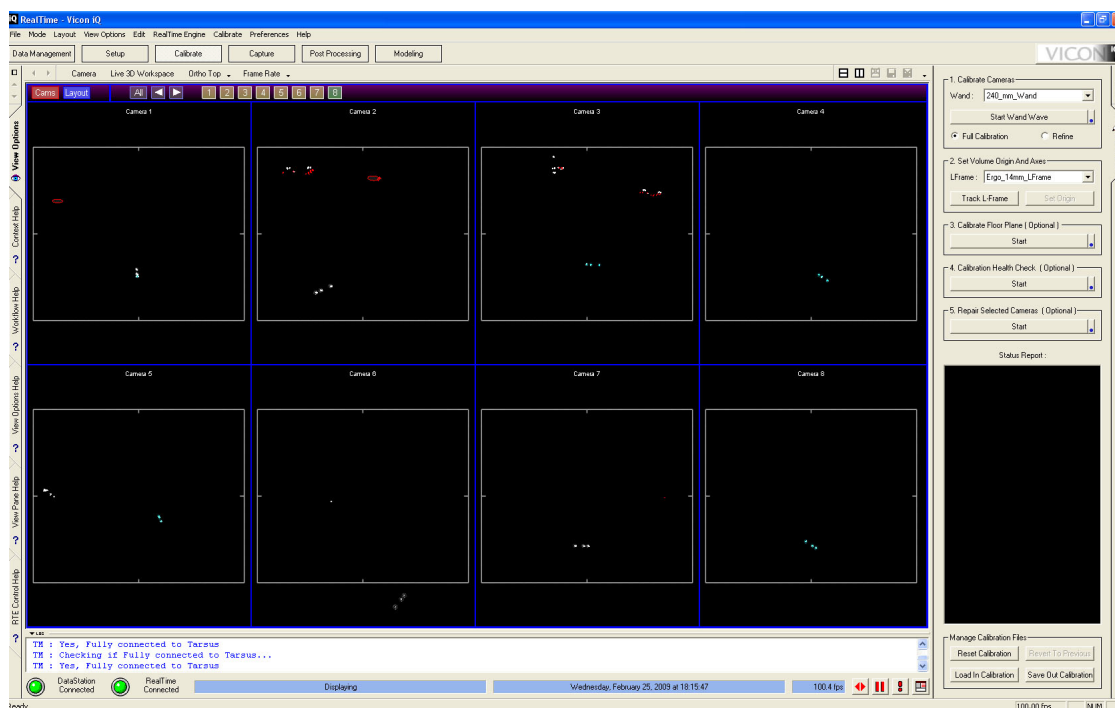 iQ RealTime - Vicon iQ
File Mode Layout View Options Edit RealTime Engine Calibrate Preferences Help
Data Management Setup Calibrate Capture Post Processing Modeling
VICON
Camera Live 3D Workspace Ortho Top Frame Rate
Cams Layout All 1 2 3 4 5 6 7 8
Camera 1 Camera 2 Camera 3 Camera 4
Camera 5 Camera 6 Camera 7 Camera 8
View Options
Context Help
?
Workflow Help
?
View Options Help
?
View Pane Help
?
RTE Control Help
?
1. Calibrate Cameras
Wand : 240_mm_Wand
Start Wand Wave
Full Calibration Refine
2. Set Volume Origin And Axes
LFrame : Ergo_14mm_LFrame
Track L-Frame Set Origin
3. Calibrate Floor Plane ( Optional )
Start
4. Calibration Health Check ( Optional )
Start
5. Repair Selected Cameras ( Optional )
Start
Status Report :
Manage Calibration Files
Reset Calibration Revert To Previous
Load In Calibration Save Out Calibration
TM : Yes, Fully connected to Tarsus
TM : Checking if Fully connected to Tarsus...
TM : Yes, Fully connected to Tarsus
DataStation Connected RealTime Connected Displaying Wednesday, February 25, 2009 at 18:15:47 100.4 fps
Ready 100.00 fps NUM